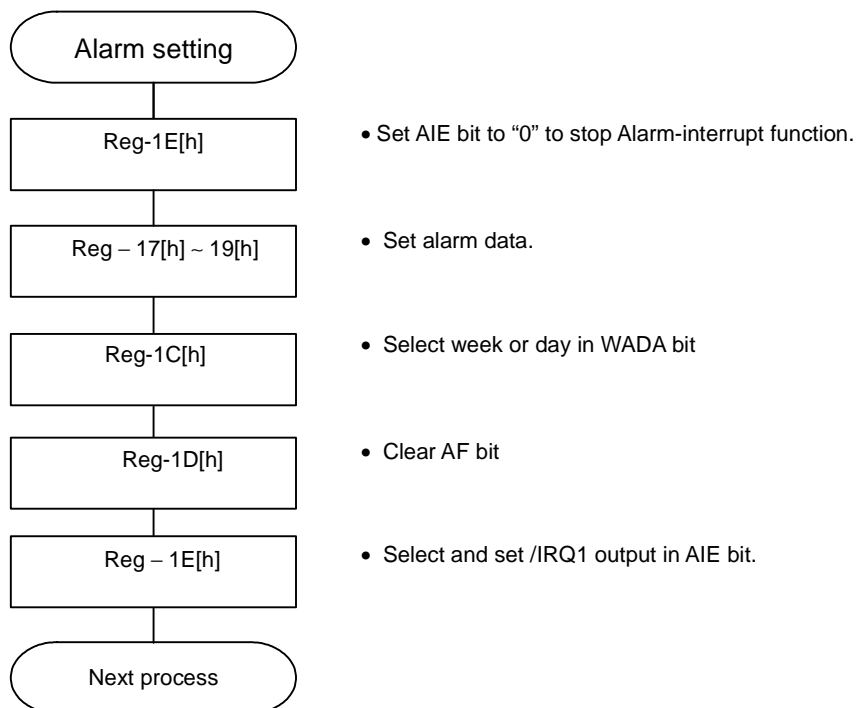 Alarm setting
Reg-1E[h]
• Set AIE bit to “0” to stop Alarm-interrupt function.
Reg – 17[h] ~ 19[h]
• Set alarm data.
Reg-1C[h]
• Select week or day in WADA bit
Reg-1D[h]
• Clear AF bit
Reg – 1E[h]
• Select and set /IRQ1 output in AIE bit.
Next process